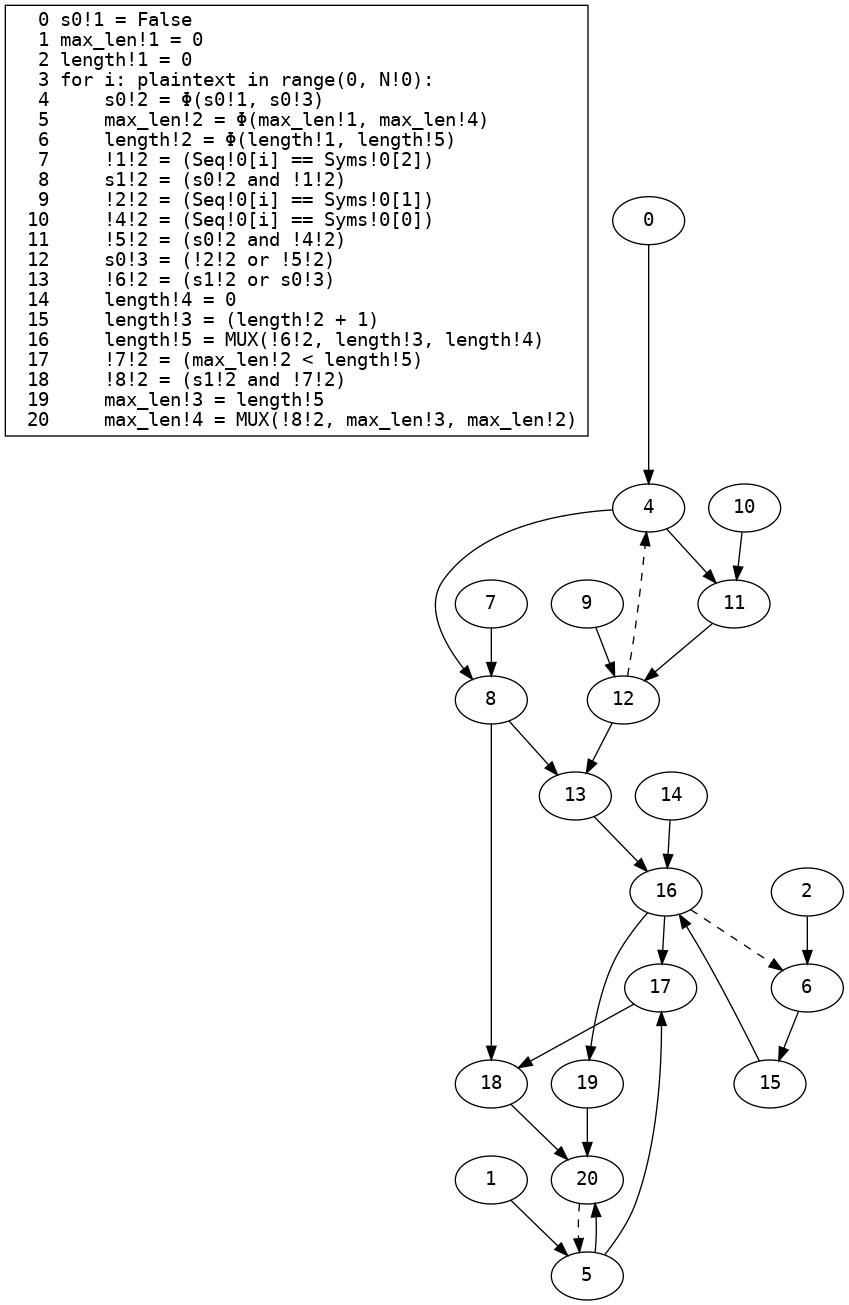 0 s0!1 = False
1 max_len!1 = 0
2 length!1 = 0
3 for i: plaintext in range(0, N!0):
4     s0!2 = Φ(s0!1, s0!3)
5     max_len!2 = Φ(max_len!1, max_len!4)
6     length!2 = Φ(length!1, length!5)
7     !1!2 = (Seq!0[i] == Syms!0[2])
8     s1!2 = (s0!2 and !1!2)
9     !2!2 = (Seq!0[i] == Syms!0[1])
10     !4!2 = (Seq!0[i] == Syms!0[0])
11     !5!2 = (s0!2 and !4!2)
12     s0!3 = (!2!2 or !5!2)
13     !6!2 = (s1!2 or s0!3)
14     length!4 = 0
15     length!3 = (length!2 + 1)
16     length!5 = MUX(!6!2, length!3, length!4)
17     !7!2 = (max_len!2 < length!5)
18     !8!2 = (s1!2 and !7!2)
19     max_len!3 = length!5
20     max_len!4 = MUX(!8!2, max_len!3, max_len!2)
0
4
10
7
9
11
8
12
13
14
16
2
17
6
18
19
15
1
20
5